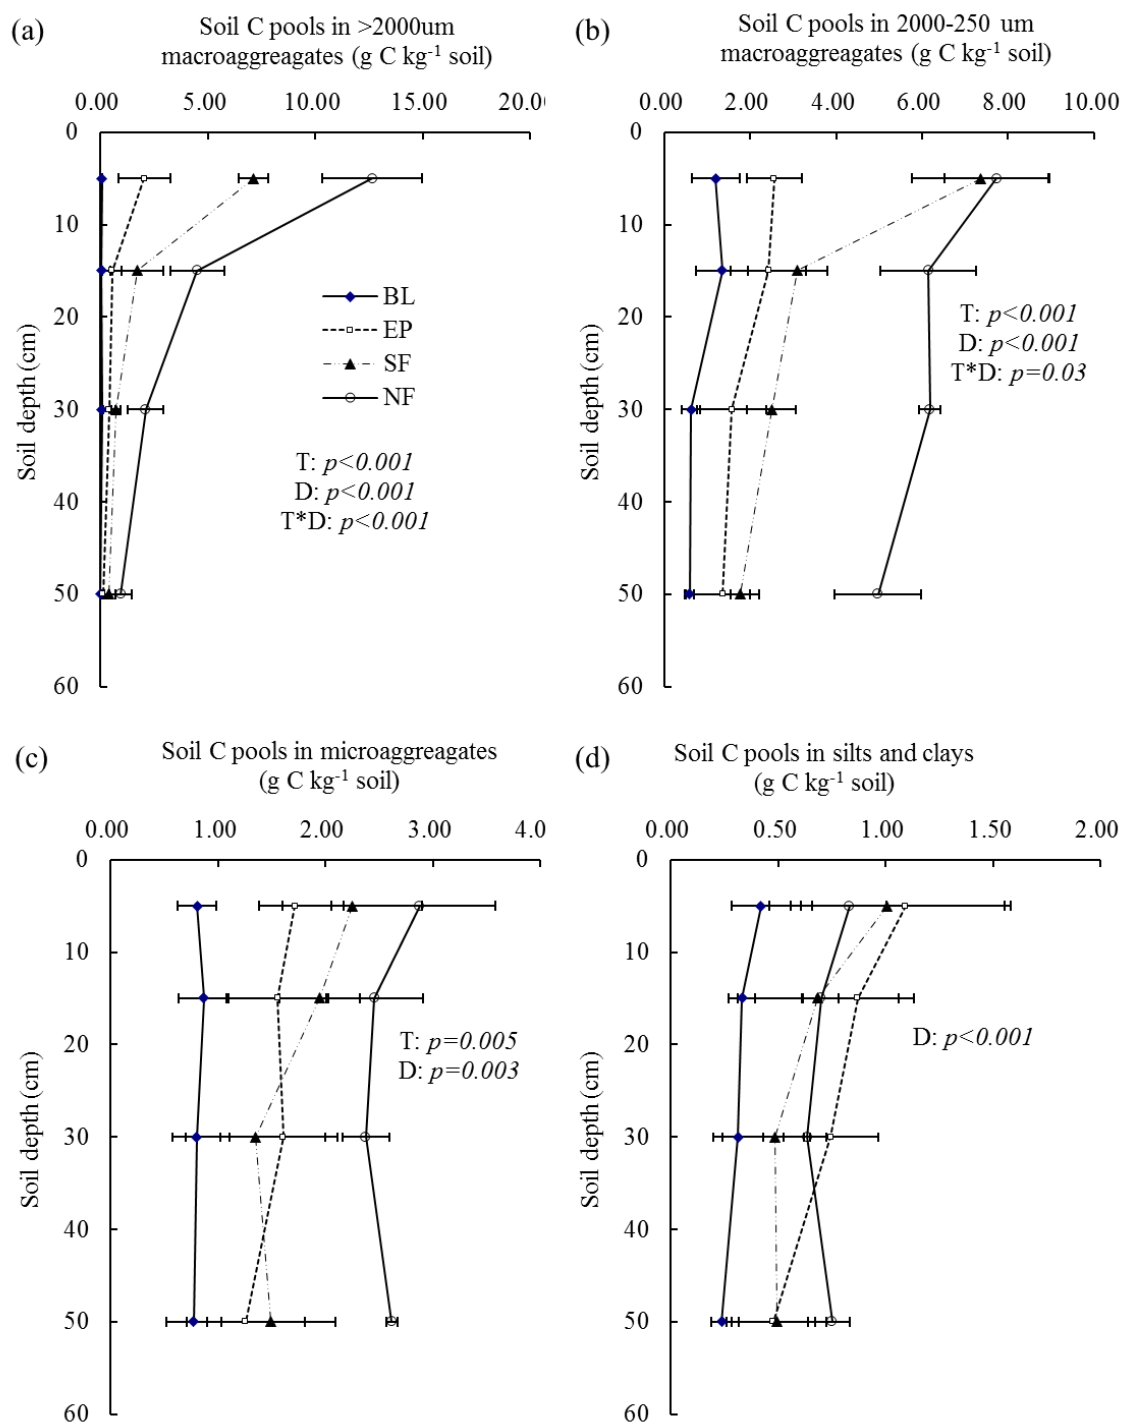 (a)
Soil C pools in >2000um
macroaggreagates (g C kg-1 soil)
0.00 5.00 10.00 15.00 20.0
0
10
20
30
40
50
60
Soil depth (cm)
BL
EP
SF
NF
T: p<0.001
D: p<0.001
T*D: p<0.001
(b)
Soil C pools in 2000-250 um
macroaggreagates (g C kg-1 soil)
0.00 2.00 4.00 6.00 8.00 10.00
0
10
20
30
40
50
60
Soil depth (cm)
T: p<0.001
D: p<0.001
T*D: p=0.03
(c)
Soil C pools in microaggreagates
(g C kg-1 soil)
0.00 1.00 2.00 3.00 4.0
0
10
20
30
40
50
60
Soil depth (cm)
T: p=0.005
D: p=0.003
(d)
Soil C pools in silts and clays
(g C kg-1 soil)
0.00 0.50 1.00 1.50 2.00
0
10
20
30
40
50
60
Soil depth (cm)
D: p<0.001